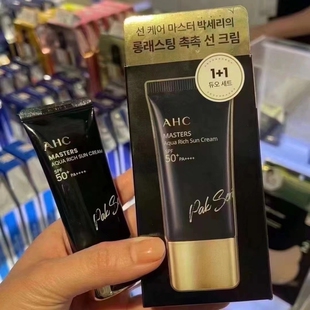 선 케어 마스터 박세리의
롱래스팅 촉촉 선 크림
1+1
듀오 세트
AHC
MASTERS
Aqua Rich Sun Cream
SPF
50+ PA++++
Pak Se
AHC
MASTERS
AQUA RICH SUN CREAM
SPF
50+ PA++++
Pak Se